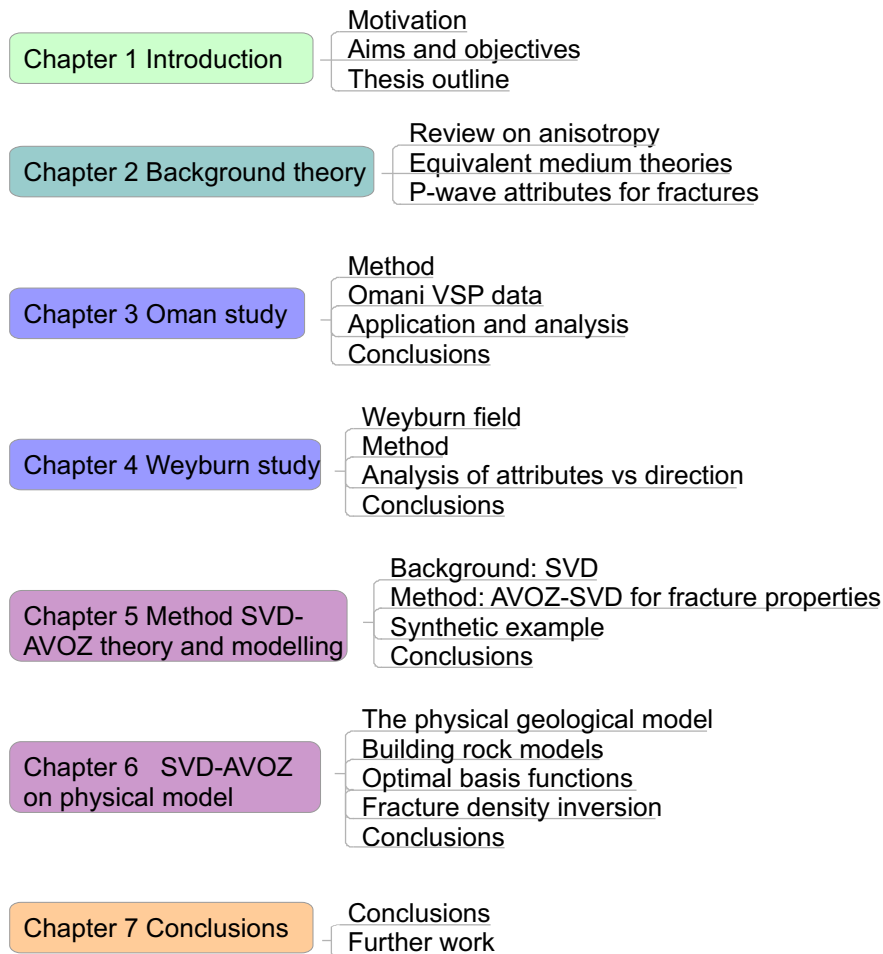 Chapter 1 Introduction
Motivation
Aims and objectives
Thesis outline
Chapter 2 Background theory
Review on anisotropy
Equivalent medium theories
P-wave attributes for fractures
Chapter 3 Oman study
Method
Omani VSP data
Application and analysis
Conclusions
Chapter 4 Weyburn study
Weyburn field
Method
Analysis of attributes vs direction
Conclusions
Chapter 5 Method SVD-
AVOZ theory and modelling
Background: SVD
Method: AVOZ-SVD for fracture properties
Synthetic example
Conclusions
Chapter 6 SVD-AVOZ
on physical model
The physical geological model
Building rock models
Optimal basis functions
Fracture density inversion
Conclusions
Chapter 7 Conclusions
Conclusions
Further work